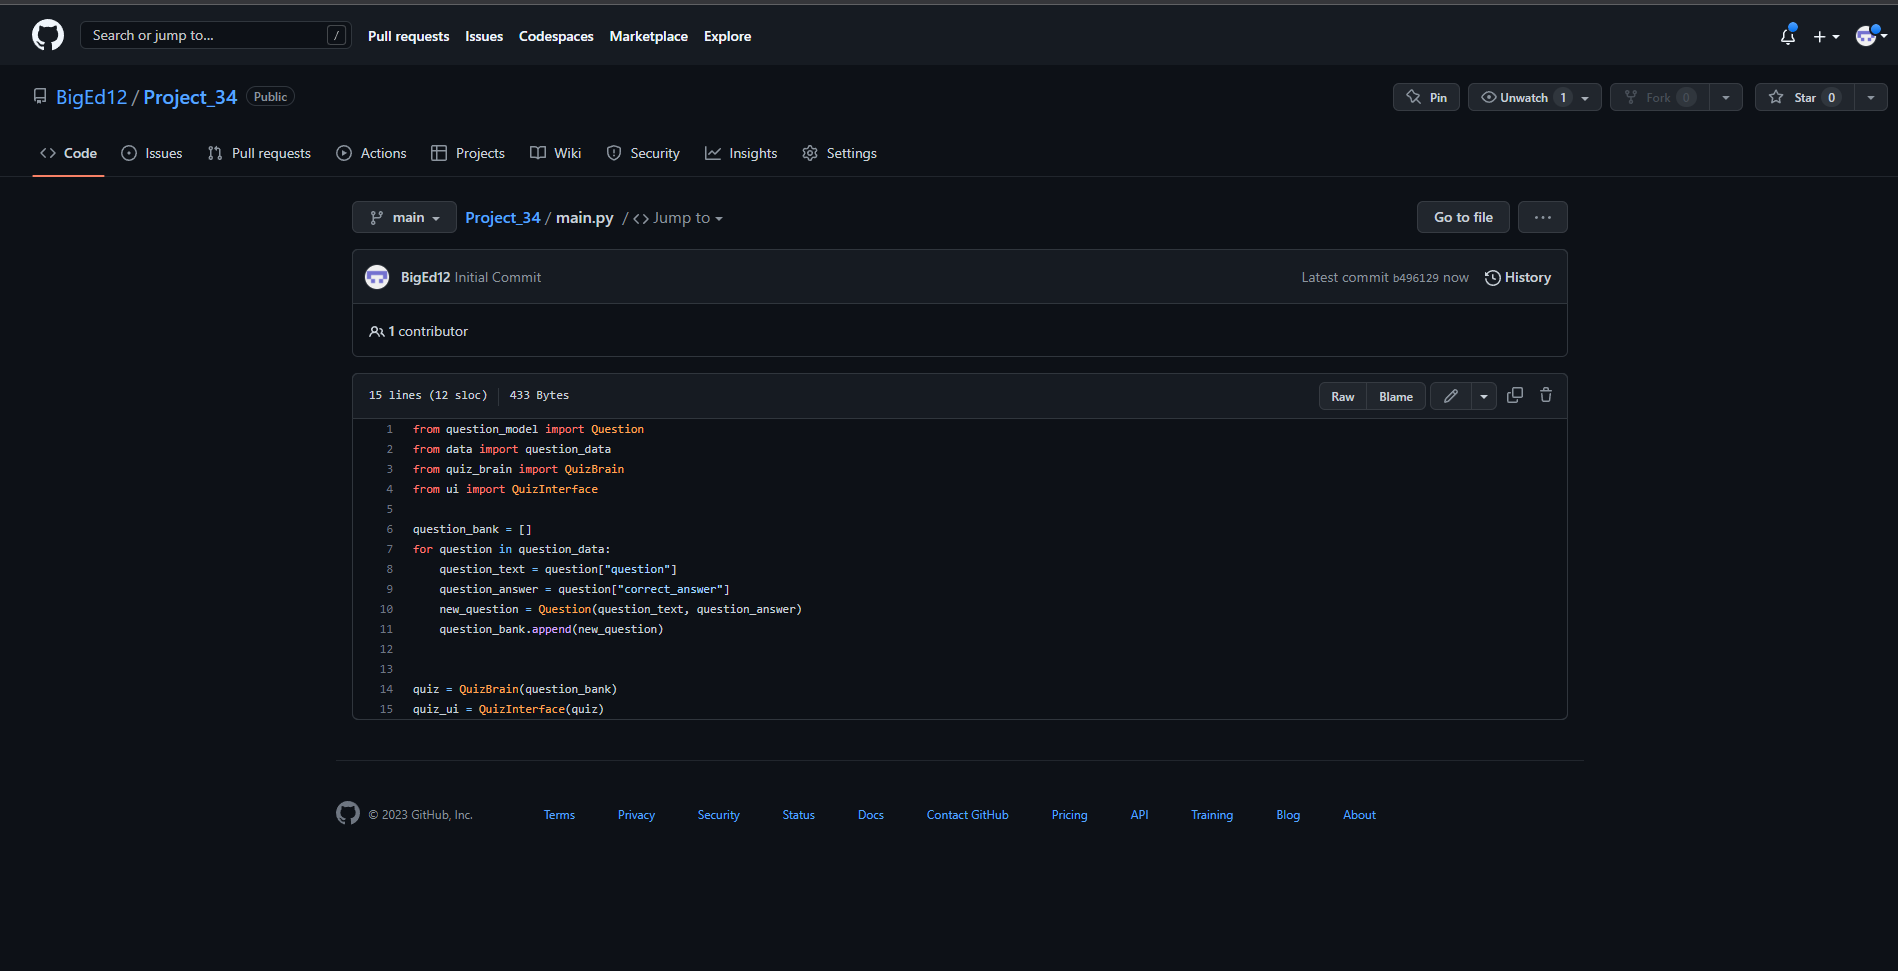 Search or jump to... /
Pull requests Issues Codespaces Marketplace Explore
BigEd12 / Project_34 Public
Pin Unwatch 1 Fork 0 Star 0
Code Issues Pull requests Actions Projects Wiki Security Insights Settings
main Project_34 / main.py / <> Jump to Go to file ...
BigEd12 Initial Commit Latest commit b496129 now History
1 contributor
15 lines (12 sloc) 433 Bytes Raw Blame
1 from question_model import Question
2 from data import question_data
3 from quiz_brain import QuizBrain
4 from ui import QuizInterface
5
6 question_bank = []
7 for question in question_data:
8     question_text = question["question"]
9     question_answer = question["correct_answer"]
10     new_question = Question(question_text, question_answer)
11     question_bank.append(new_question)
12
13
14 quiz = QuizBrain(question_bank)
15 quiz_ui = QuizInterface(quiz)
© 2023 GitHub, Inc. Terms Privacy Security Status Docs Contact GitHub Pricing API Training Blog About